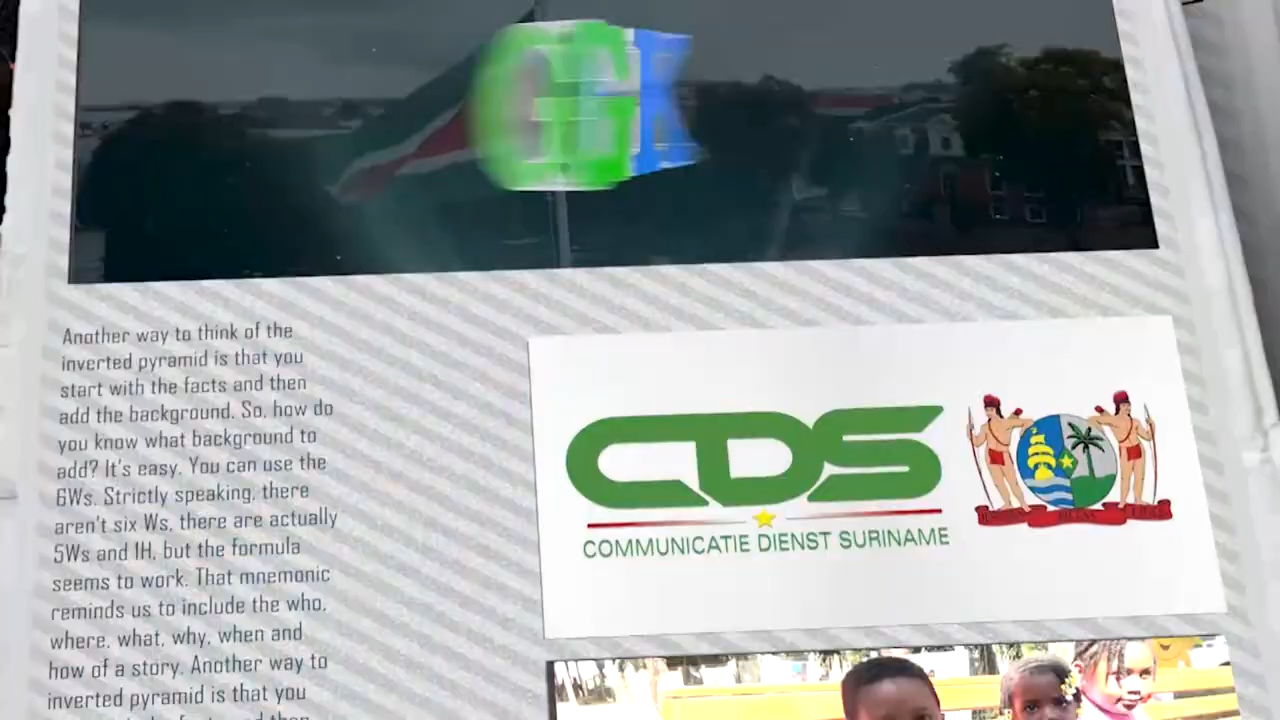 Another way to think of the
inverted pyramid is that you
start with the facts and then
add the background. So, how do
you know what background to
add? It's easy. You can use the
6Ws. Strictly speaking, there
aren't six Ws, there are actually
5Ws and 1H, but the formula
seems to work. That mnemonic
reminds us to include the who,
where, what, why, when and
how of a story. Another way to
inverted pyramid is that you
CDS
COMMUNICATIE DIENST SURINAME